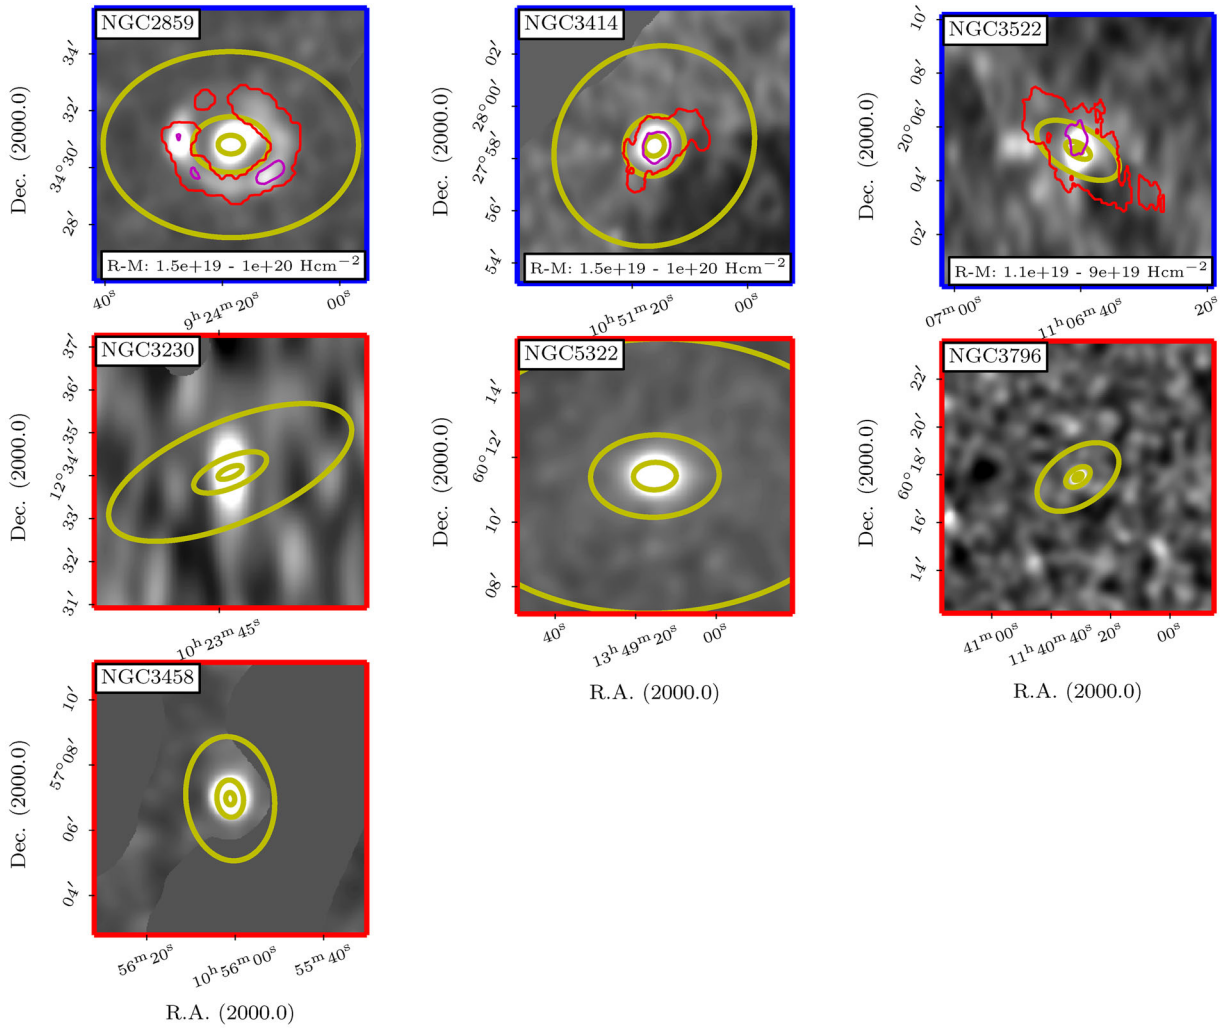 NGC2859
Dec. (2000.0)
34′
32′
34°30′
28′
R-M: 1.5e+19 - 1e+20 Hcm−2
40s
9h24m20s
00s
NGC3414
Dec. (2000.0)
02′
28°00′
27°58′
56′
54′
R-M: 1.5e+19 - 1e+20 Hcm−2
10h51m20s
00s
NGC3522
Dec. (2000.0)
10′
08′
20°06′
04′
02′
R-M: 1.1e+19 - 9e+19 Hcm−2
07m00s
11h06m40s
20s
NGC3230
Dec. (2000.0)
37′
36′
35′
12°34′
33′
32′
31′
10h23m45s
NGC5322
Dec. (2000.0)
14′
60°12′
10′
08′
40s
13h49m20s
00s
R.A. (2000.0)
NGC3796
Dec. (2000.0)
22′
20′
60°18′
16′
14′
41m00s
11h40m40s
20s
00s
R.A. (2000.0)
NGC3458
Dec. (2000.0)
10′
57°08′
06′
04′
56m20s
10h56m00s
55m40s
R.A. (2000.0)